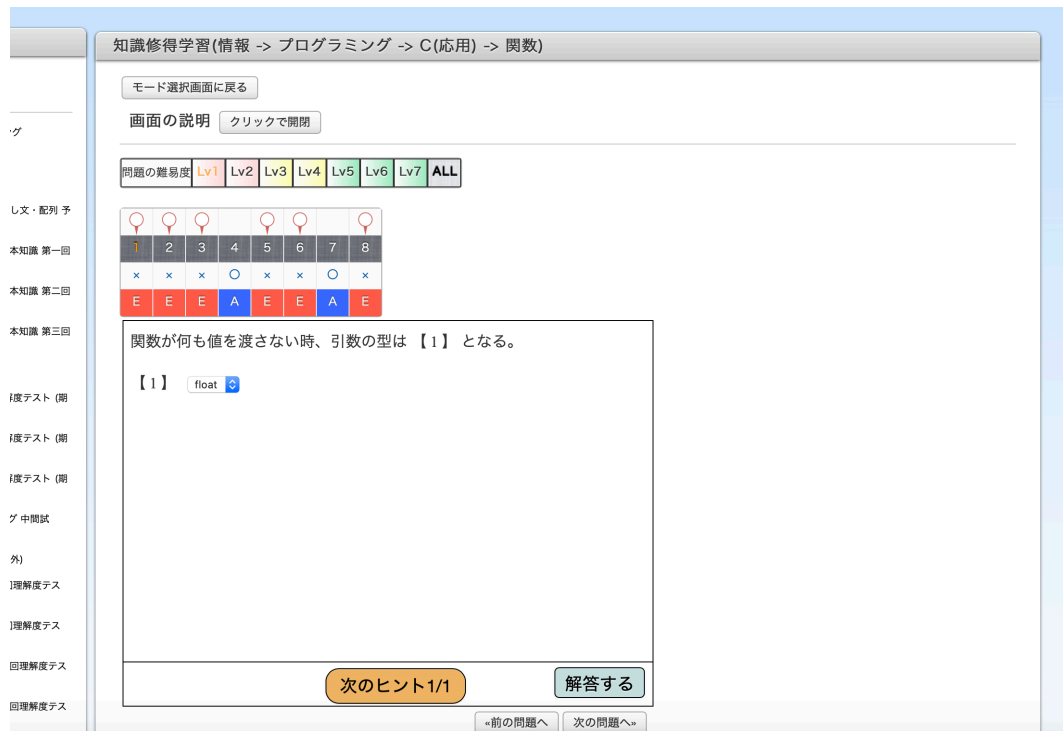 知識修得学習(情報 -> プログラミング -> C(応用) -> 関数)
モード選択画面に戻る
画面の説明 クリックで開閉
問題の難易度 Lv1 Lv2 Lv3 Lv4 Lv5 Lv6 Lv7 ALL
1 2 3 4 5 6 7 8
× × × ○ × × ○ ×
E E E A E E A E
関数が何も値を渡さない時、引数の型は 【1】 となる。
【1】 float
次のヒント1/1 解答する
«前の問題へ 次の問題へ»
グ
し文・配列 予
本知識 第一回
本知識 第二回
本知識 第三回
解度テスト (期
解度テスト (期
解度テスト (期
グ 中間試
外)
理解度テス
理解度テス
回理解度テス
回理解度テス